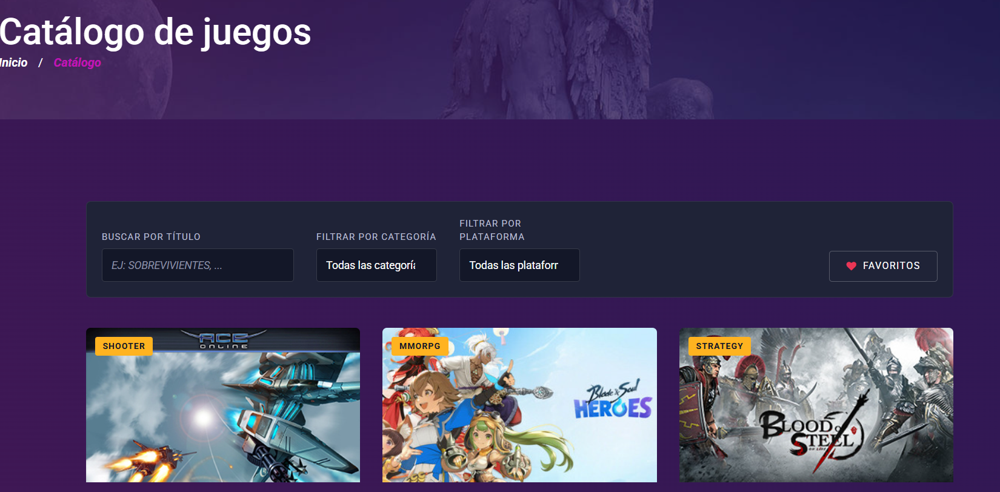 Catálogo de juegos
Inicio / Catálogo
BUSCAR POR TÍTULO
EJ: SOBREVIVIENTES, ...
FILTRAR POR CATEGORÍA
Todas las categorí
FILTRAR POR
PLATAFORMA
Todas las platafor
FAVORITOS
SHOOTER
ACE
ONLINE
MMORPG
Blade & Soul
HEROES
STRATEGY
BLOOD OF
STEEL